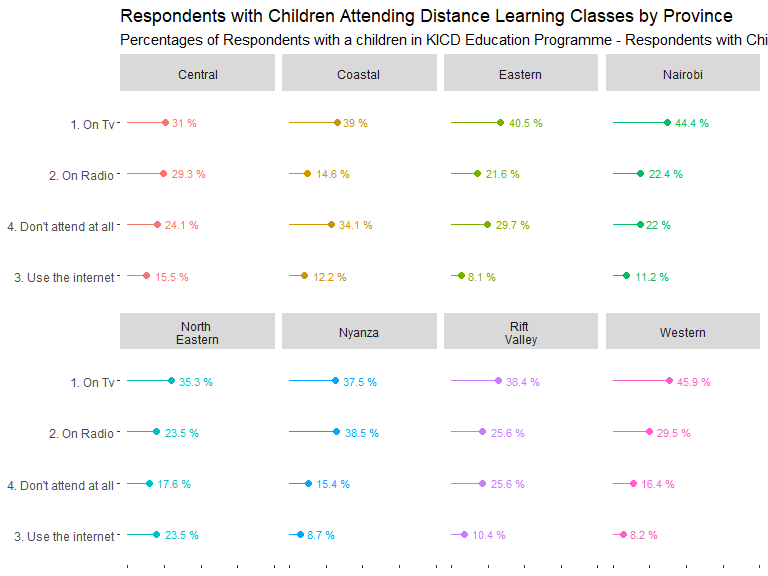 Respondents with Children Attending Distance Learning Classes by Province
Percentages of Respondents with a children in KICD Education Programme - Respondents with Chi
Central Coastal Eastern Nairobi
1. On Tv 31 % 39 % 40.5 % 44.4 %
2. On Radio 29.3 % 14.6 % 21.6 % 22.4 %
4. Don't attend at all 24.1 % 34.1 % 29.7 % 22 %
3. Use the internet 15.5 % 12.2 % 8.1 % 11.2 %
North Eastern Nyanza Rift Valley Western
1. On Tv 35.3 % 37.5 % 38.4 % 45.9 %
2. On Radio 23.5 % 38.5 % 25.6 % 29.5 %
4. Don't attend at all 17.6 % 15.4 % 25.6 % 16.4 %
3. Use the internet 23.5 % 8.7 % 10.4 % 8.2 %